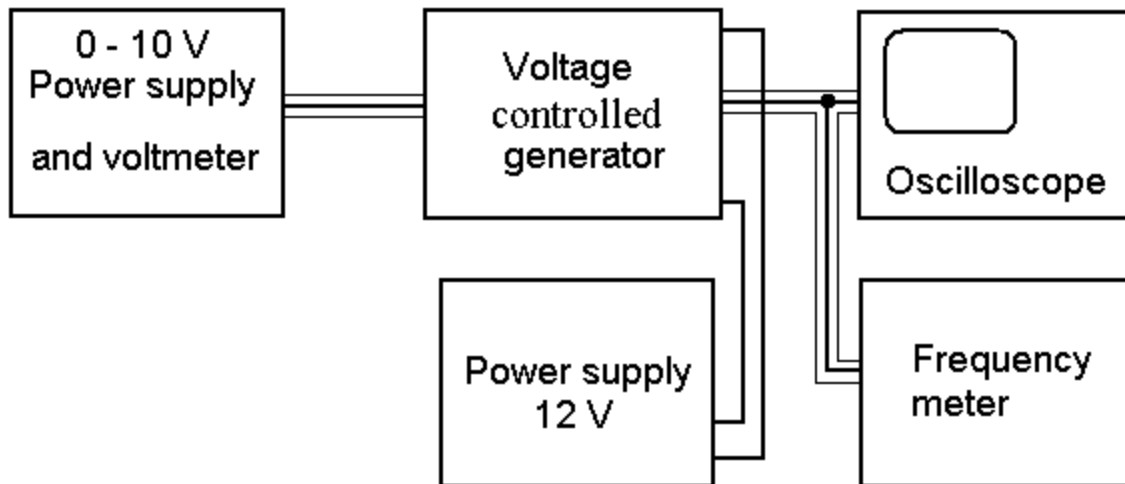 0 - 10 V
Power supply
and voltmeter
Voltage
controlled
generator
Oscilloscope
Power supply
12 V
Frequency
meter